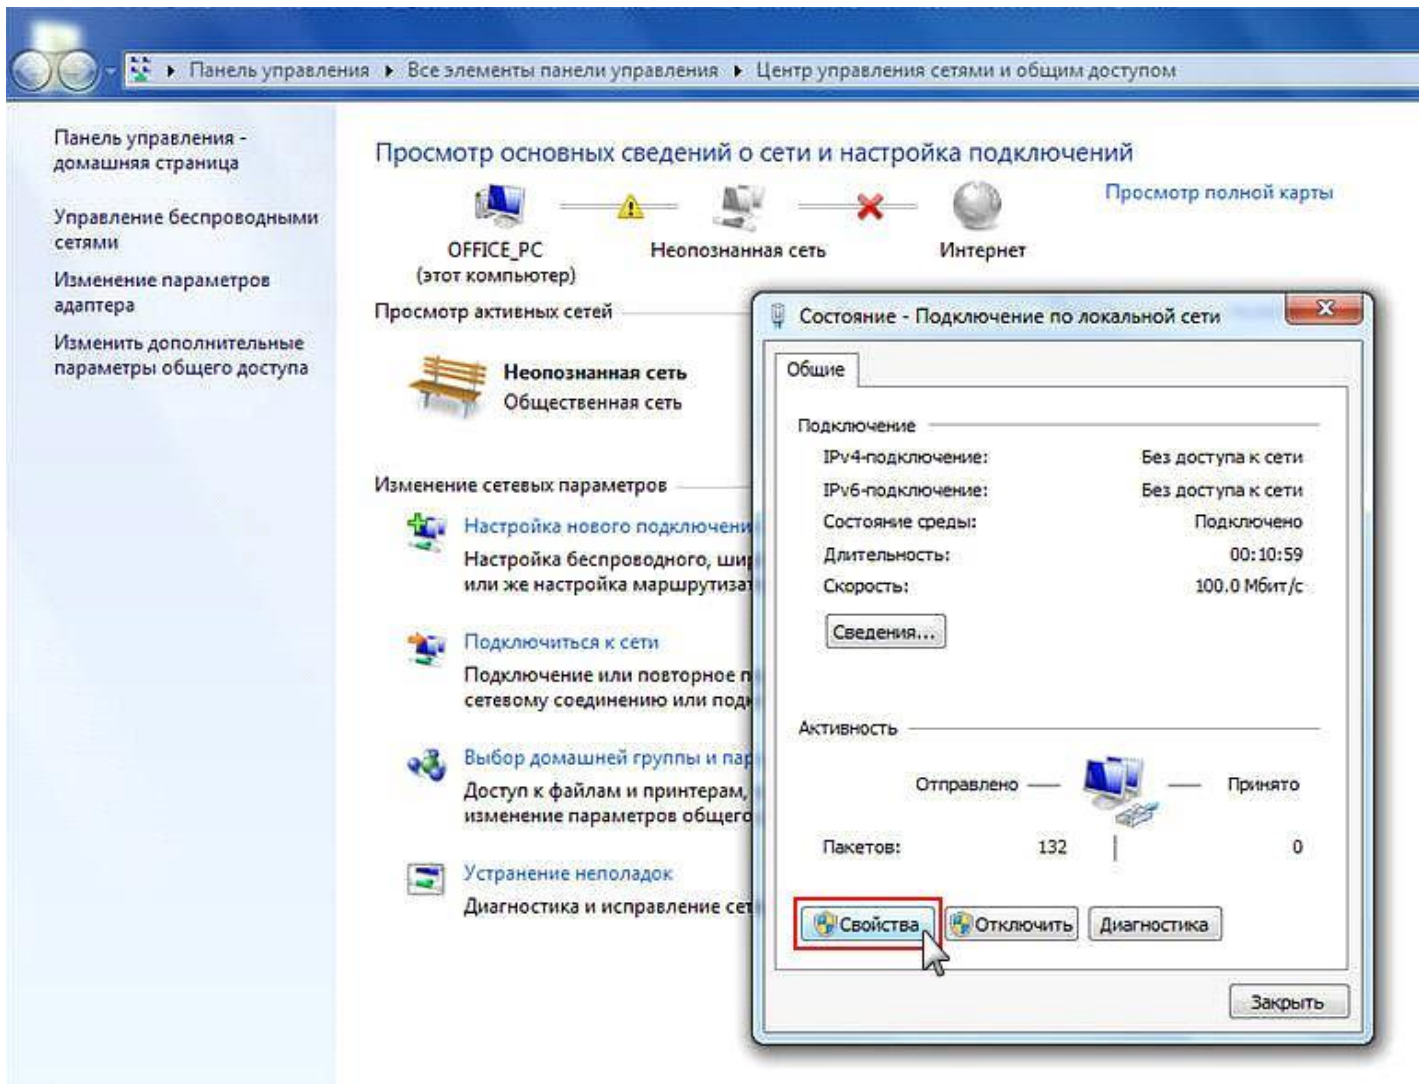 Панель управления ▸ Все элементы панели управления ▸ Центр управления сетями и общим доступом
Панель управления -
домашняя страница
Управление беспроводными
сетями
Изменение параметров
адаптера
Изменить дополнительные
параметры общего доступа
Просмотр основных сведений о сети и настройка подключений
Просмотр полной карты
OFFICE_PC
(этот компьютер)
Неопознанная сеть
Интернет
Просмотр активных сетей
Неопознанная сеть
Общественная сеть
Изменение сетевых параметров
Настройка нового подключени
Настройка беспроводного, шир
или же настройка маршрутизат
Подключиться к сети
Подключение или повторное п
сетевому соединению или подк
Выбор домашней группы и пар
Доступ к файлам и принтерам,
изменение параметров общего
Устранение неполадок
Диагностика и исправление сет
Состояние - Подключение по локальной сети
Общие
Подключение
IPv4-подключение: Без доступа к сети
IPv6-подключение: Без доступа к сети
Состояние среды: Подключено
Длительность: 00:10:59
Скорость: 100.0 Мбит/с
Сведения...
Активность
Отправлено — — Принято
Пакетов: 132 0
Свойства Отключить Диагностика
Закрыть